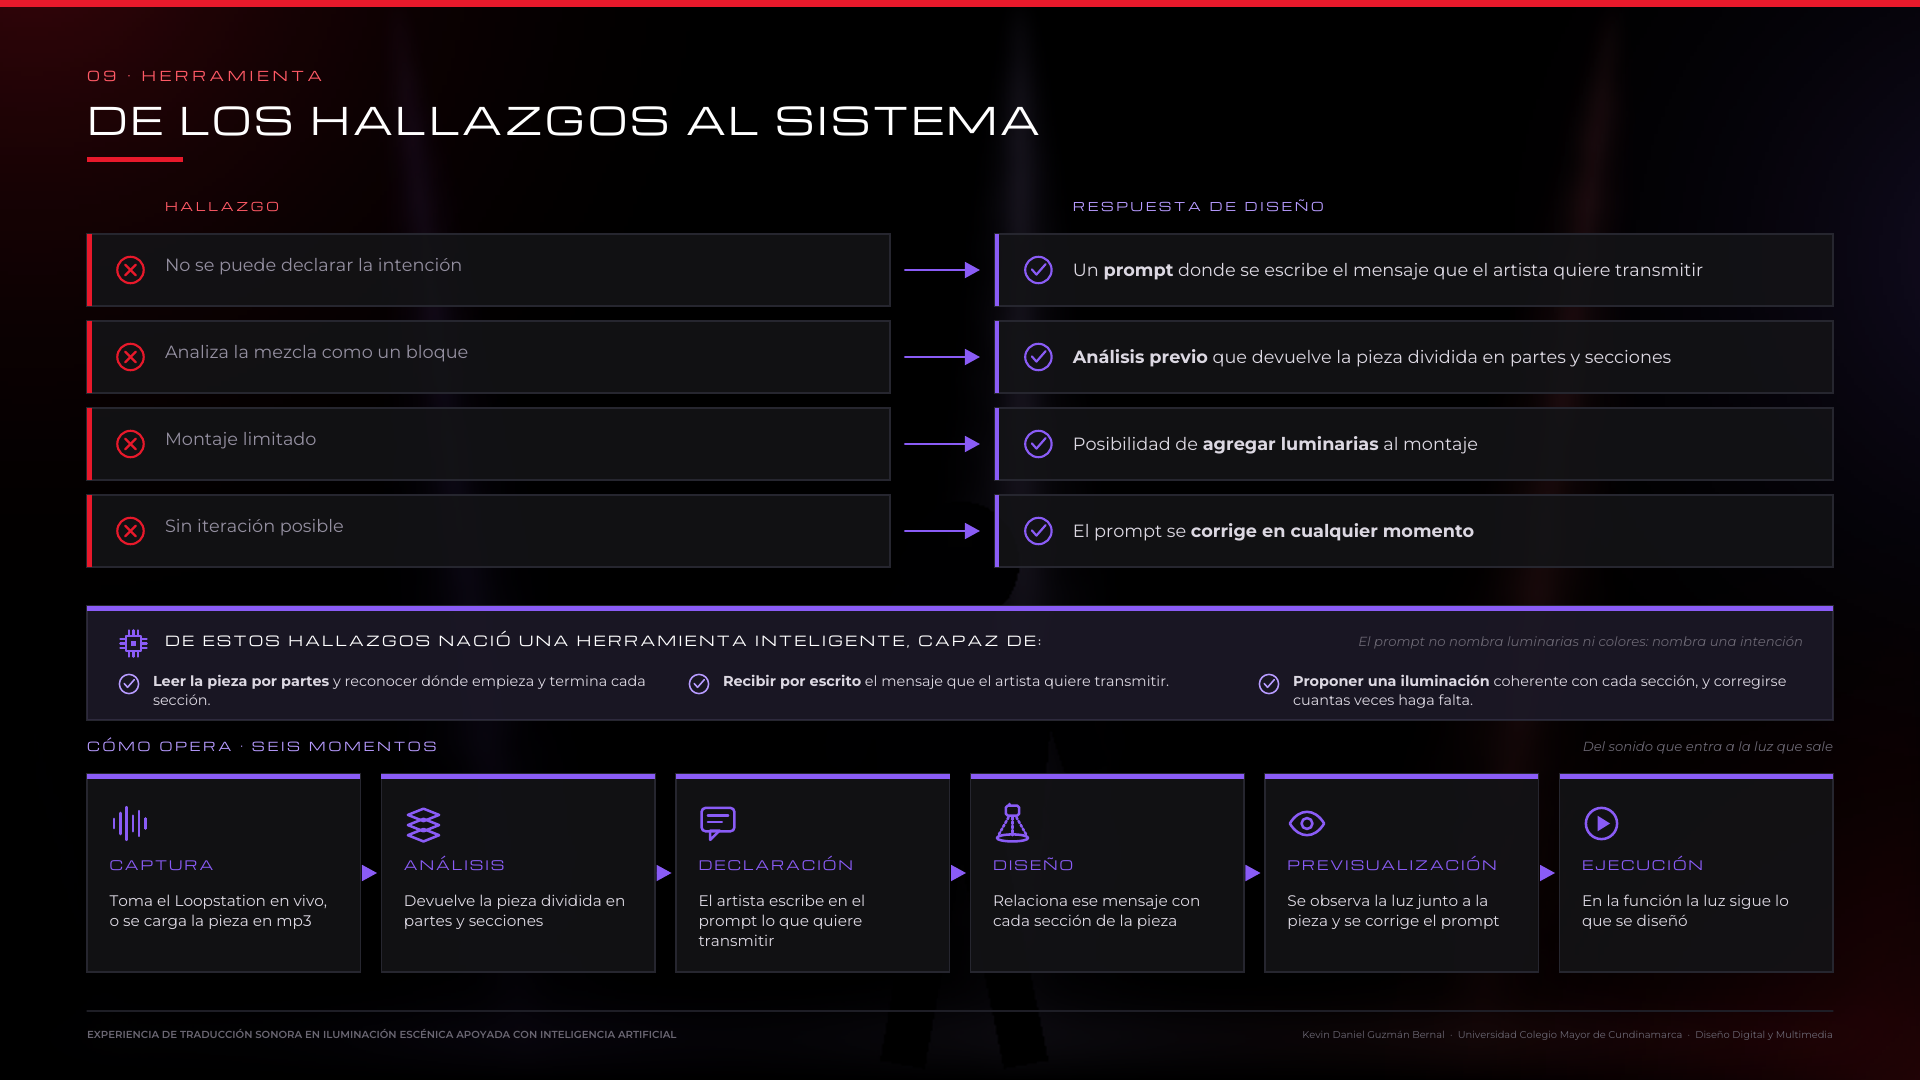 09 · HERRAMIENTA
DE LOS HALLAZGOS AL SISTEMA
HALLAZGO
RESPUESTA DE DISEÑO
No se puede declarar la intención
Un prompt donde se escribe el mensaje que el artista quiere transmitir
Analiza la mezcla como un bloque
Análisis previo que devuelve la pieza dividida en partes y secciones
Montaje limitado
Posibilidad de agregar luminarias al montaje
Sin iteración posible
El prompt se corrige en cualquier momento
DE ESTOS HALLAZGOS NACIÓ UNA HERRAMIENTA INTELIGENTE, CAPAZ DE:
El prompt no nombra luminarias ni colores: nombra una intención
Leer la pieza por partes y reconocer dónde empieza y termina cada
sección.
Recibir por escrito el mensaje que el artista quiere transmitir.
Proponer una iluminación coherente con cada sección, y corregirse
cuantas veces haga falta.
CÓMO OPERA · SEIS MOMENTOS
Del sonido que entra a la luz que sale
CAPTURA
Toma el Loopstation en vivo,
o se carga la pieza en mp3
ANÁLISIS
Devuelve la pieza dividida en
partes y secciones
DECLARACIÓN
El artista escribe en el
prompt lo que quiere
transmitir
DISEÑO
Relaciona ese mensaje con
cada sección de la pieza
PREVISUALIZACIÓN
Se observa la luz junto a la
pieza y se corrige el prompt
EJECUCIÓN
En la función la luz sigue lo
que se diseñó
EXPERIENCIA DE TRADUCCIÓN SONORA EN ILUMINACIÓN ESCÉNICA APOYADA CON INTELIGENCIA ARTIFICIAL
Kevin Daniel Guzmán Bernal · Universidad Colegio Mayor de Cundinamarca · Diseño Digital y Multimedia